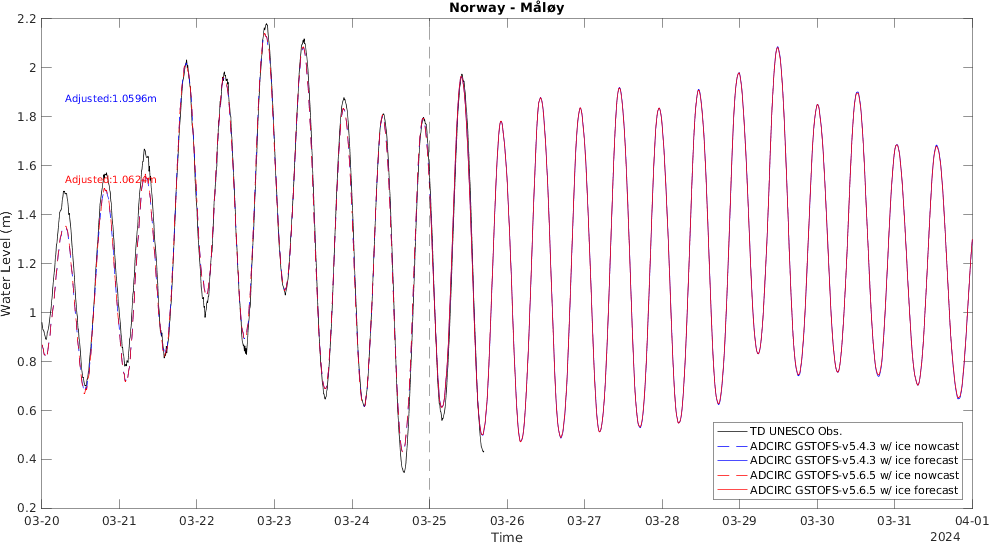 Norway - Måløy
Water Level (m)
2.2
2
1.8
1.6
1.4
1.2
1
0.8
0.6
0.4
0.2
Adjusted:1.0596m
Adjusted:1.0624m
TD UNESCO Obs.
ADCIRC GSTOFS-v5.4.3 w/ ice nowcast
ADCIRC GSTOFS-v5.4.3 w/ ice forecast
ADCIRC GSTOFS-v5.6.5 w/ ice nowcast
ADCIRC GSTOFS-v5.6.5 w/ ice forecast
03-20 03-21 03-22 03-23 03-24 03-25 03-26 03-27 03-28 03-29 03-30 03-31 04-01
Time
2024